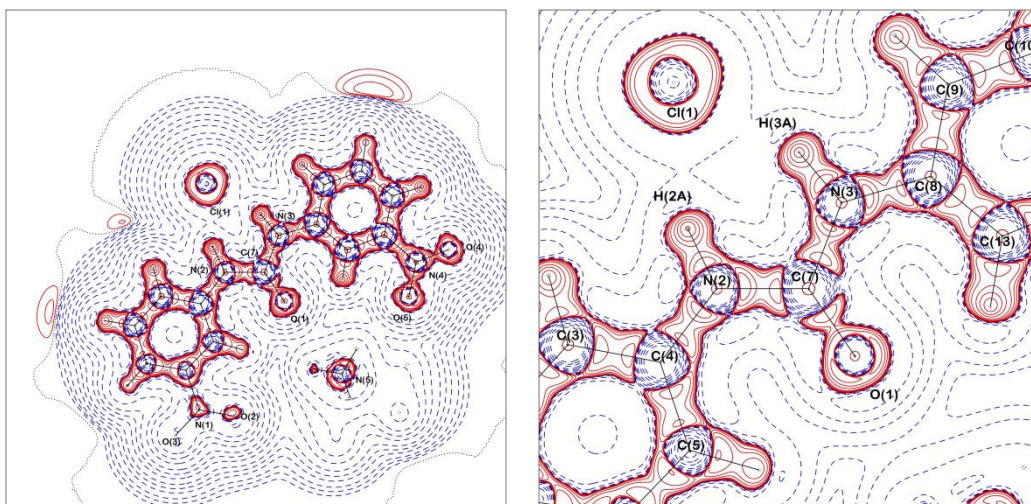 Cl(1)
N(3)
O(4)
C(7)
N(2)
N(4)
O(1)
O(5)
N(5)
O(2)
N(1)
O(3)
C(10)
C(9)
Cl(1)
H(3A)
N(3)
C(8)
H(2A)
C(13)
C(7)
N(2)
C(3)
C(4)
O(1)
C(5)